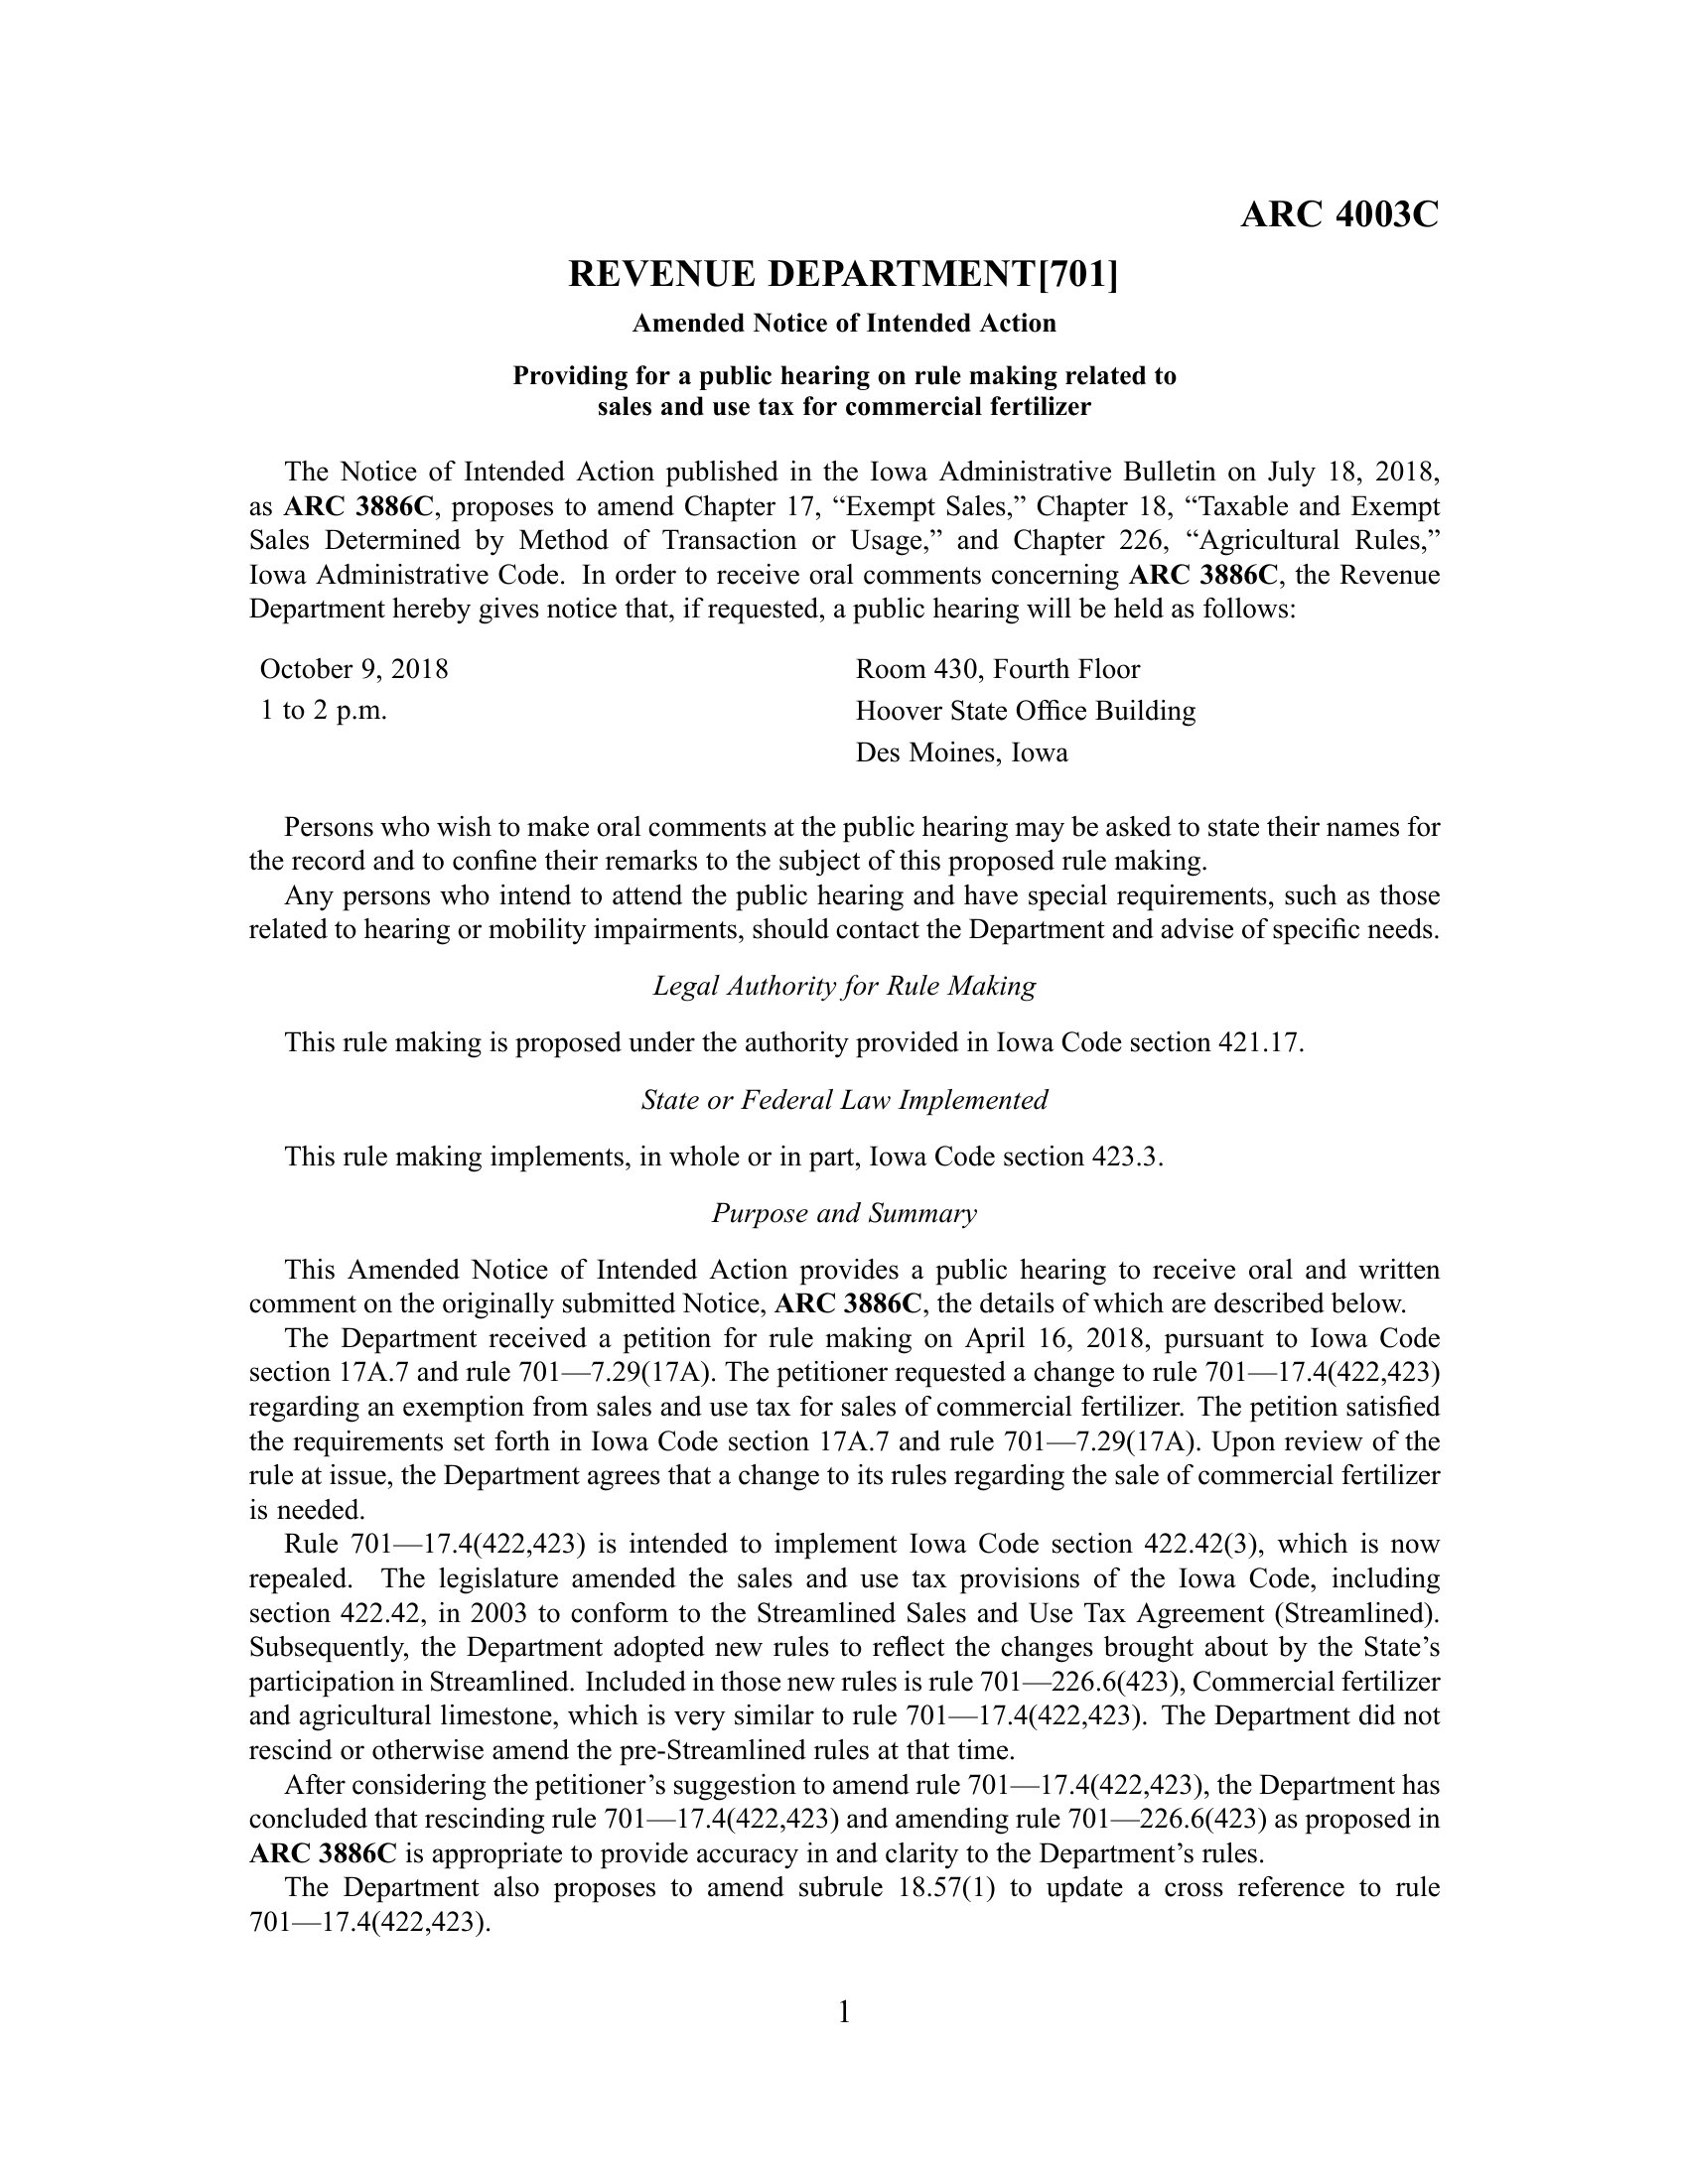 ARC 4003C
REVENUE DEPARTMENT[701]
Amended Notice of Intended Action
Providing for a public hearing on rule making related to
sales and use tax for commercial fertilizer
The Notice of Intended Action published in the Iowa Administrative Bulletin on July 18, 2018,
as ARC 3886C, proposes to amend Chapter 17, “Exempt Sales,” Chapter 18, “Taxable and Exempt
Sales Determined by Method of Transaction or Usage,” and Chapter 226, “Agricultural Rules,”
Iowa Administrative Code. In order to receive oral comments concerning ARC 3886C, the Revenue
Department hereby gives notice that, if requested, a public hearing will be held as follows:
October 9, 2018
1 to 2 p.m.
Room 430, Fourth Floor
Hoover State Office Building
Des Moines, Iowa
Persons who wish to make oral comments at the public hearing may be asked to state their names for
the record and to confine their remarks to the subject of this proposed rule making.
Any persons who intend to attend the public hearing and have special requirements, such as those
related to hearing or mobility impairments, should contact the Department and advise of specific needs.
Legal Authority for Rule Making
This rule making is proposed under the authority provided in Iowa Code section 421.17.
State or Federal Law Implemented
This rule making implements, in whole or in part, Iowa Code section 423.3.
Purpose and Summary
This Amended Notice of Intended Action provides a public hearing to receive oral and written
comment on the originally submitted Notice, ARC 3886C, the details of which are described below.
The Department received a petition for rule making on April 16, 2018, pursuant to Iowa Code
section 17A.7 and rule 701—7.29(17A). The petitioner requested a change to rule 701—17.4(422,423)
regarding an exemption from sales and use tax for sales of commercial fertilizer. The petition satisfied
the requirements set forth in Iowa Code section 17A.7 and rule 701—7.29(17A). Upon review of the
rule at issue, the Department agrees that a change to its rules regarding the sale of commercial fertilizer
is needed.
Rule 701—17.4(422,423) is intended to implement Iowa Code section 422.42(3), which is now
repealed. The legislature amended the sales and use tax provisions of the Iowa Code, including
section 422.42, in 2003 to conform to the Streamlined Sales and Use Tax Agreement (Streamlined).
Subsequently, the Department adopted new rules to reflect the changes brought about by the State’s
participation in Streamlined. Included in those new rules is rule 701—226.6(423), Commercial fertilizer
and agricultural limestone, which is very similar to rule 701—17.4(422,423). The Department did not
rescind or otherwise amend the pre-Streamlined rules at that time.
After considering the petitioner’s suggestion to amend rule 701—17.4(422,423), the Department has
concluded that rescinding rule 701—17.4(422,423) and amending rule 701—226.6(423) as proposed in
ARC 3886C is appropriate to provide accuracy in and clarity to the Department’s rules.
The Department also proposes to amend subrule 18.57(1) to update a cross reference to rule
701—17.4(422,423).
1